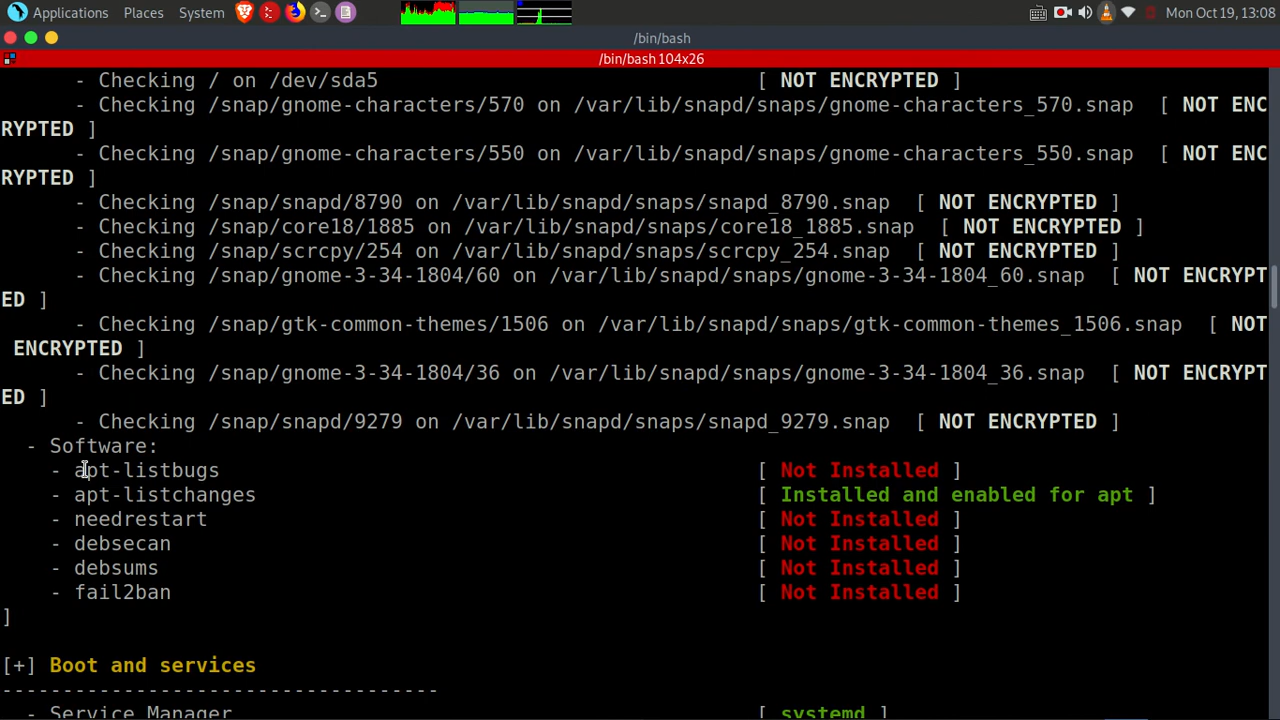 Applications Places System Mon Oct 19, 13:08
/bin/bash
/bin/bash 104x26
- Checking / on /dev/sda5 [ NOT ENCRYPTED ]
- Checking /snap/gnome-characters/570 on /var/lib/snapd/snaps/gnome-characters_570.snap [ NOT ENC
RYPTED ]
- Checking /snap/gnome-characters/550 on /var/lib/snapd/snaps/gnome-characters_550.snap [ NOT ENC
RYPTED ]
- Checking /snap/snapd/8790 on /var/lib/snapd/snaps/snapd_8790.snap [ NOT ENCRYPTED ]
- Checking /snap/core18/1885 on /var/lib/snapd/snaps/core18_1885.snap [ NOT ENCRYPTED ]
- Checking /snap/scrcpy/254 on /var/lib/snapd/snaps/scrcpy_254.snap [ NOT ENCRYPTED ]
- Checking /snap/gnome-3-34-1804/60 on /var/lib/snapd/snaps/gnome-3-34-1804_60.snap [ NOT ENCRYPT
ED ]
- Checking /snap/gtk-common-themes/1506 on /var/lib/snapd/snaps/gtk-common-themes_1506.snap [ NOT
ENCRYPTED ]
- Checking /snap/gnome-3-34-1804/36 on /var/lib/snapd/snaps/gnome-3-34-1804_36.snap [ NOT ENCRYPT
ED ]
- Checking /snap/snapd/9279 on /var/lib/snapd/snaps/snapd_9279.snap [ NOT ENCRYPTED ]
- Software:
- apt-listbugs [ Not Installed ]
- apt-listchanges [ Installed and enabled for apt ]
- needrestart [ Not Installed ]
- debsecan [ Not Installed ]
- debsums [ Not Installed ]
- fail2ban [ Not Installed ]
]
[+] Boot and services
------------------------------------
- Service Manager [ systemd ]